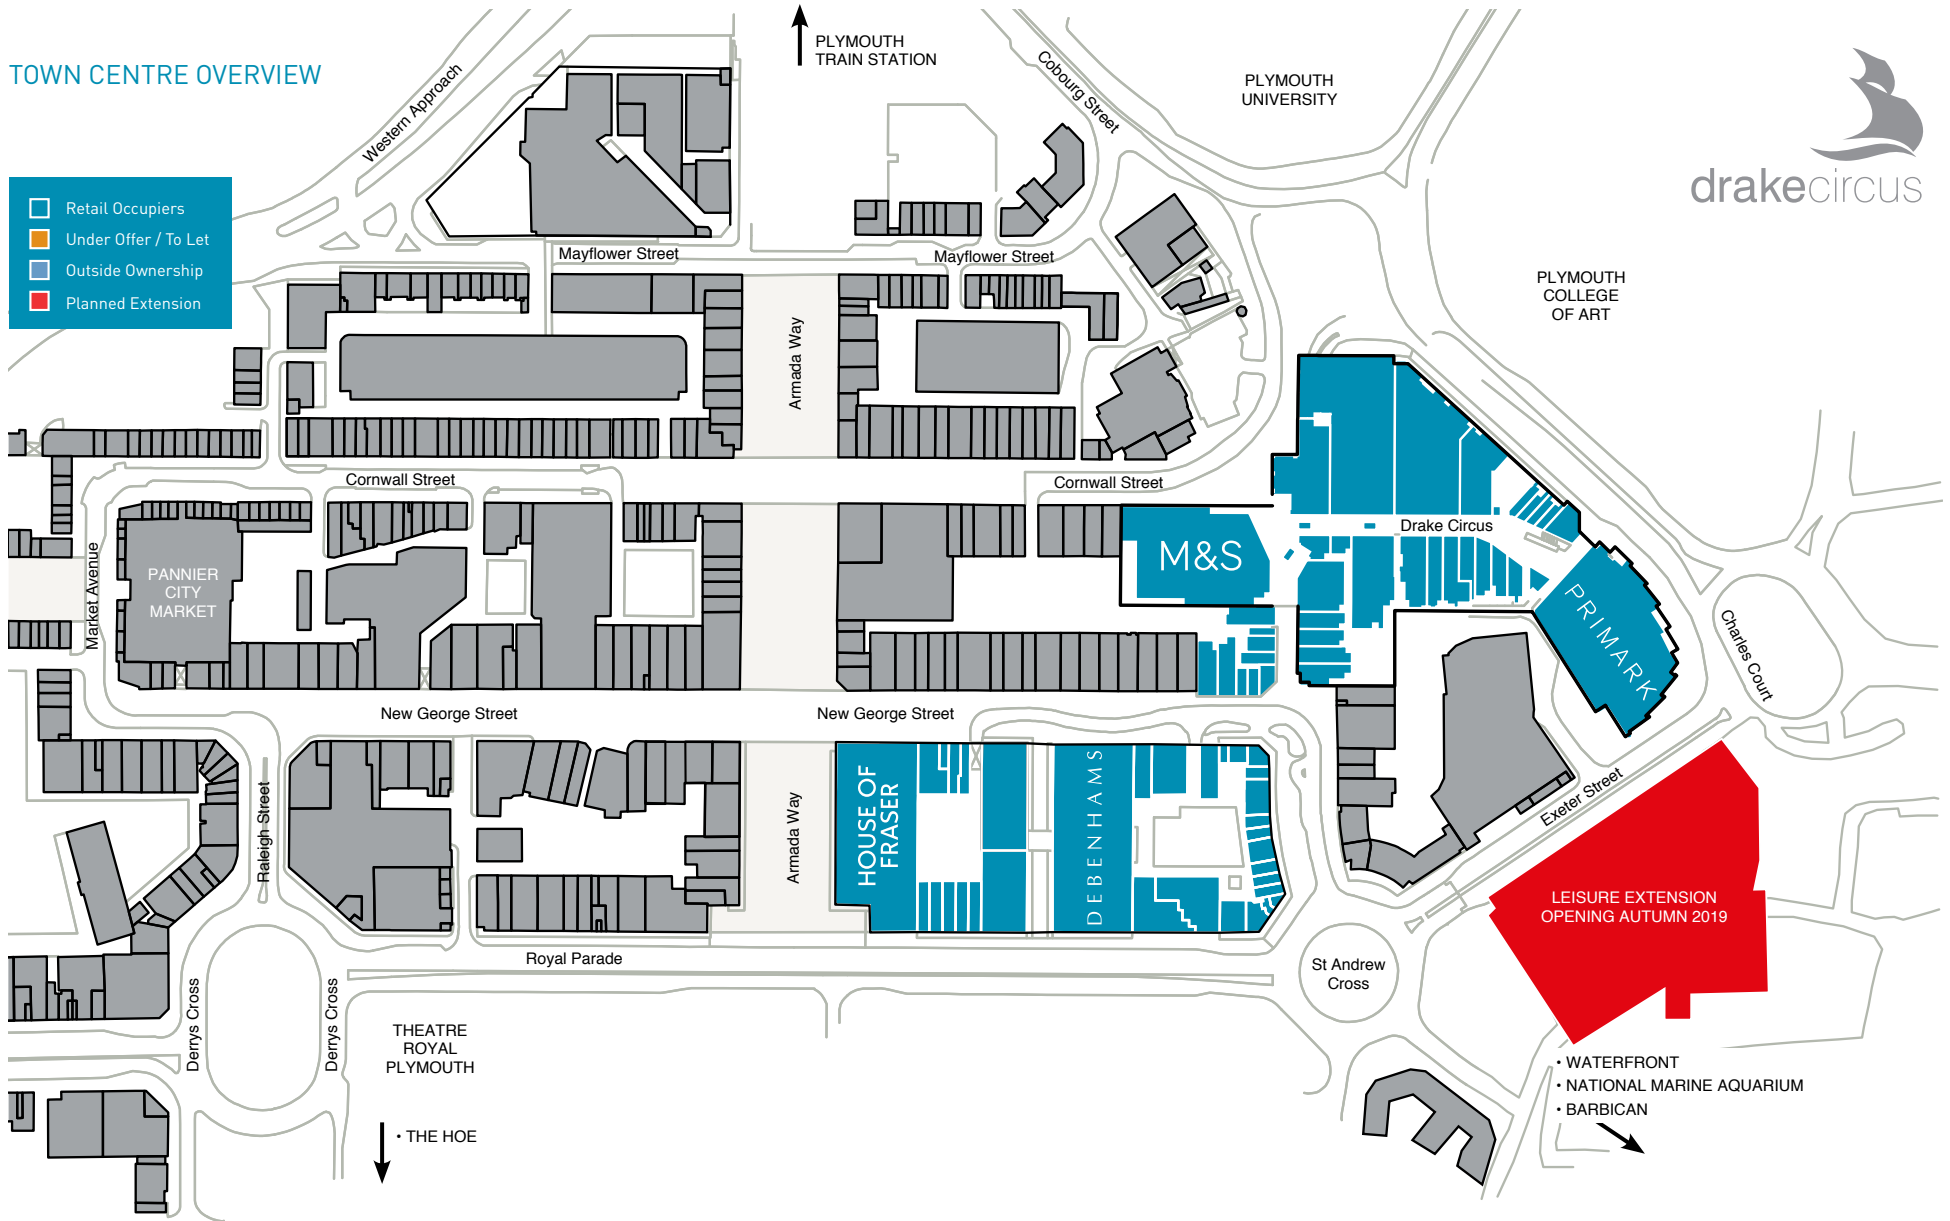 TOWN CENTRE OVERVIEW
Retail Occupiers
Under Offer / To Let
Outside Ownership
Planned Extension
PLYMOUTH
TRAIN STATION
Western Approach
Cobourg Street
PLYMOUTH
UNIVERSITY
drakecircus
Mayflower Street
Mayflower Street
PLYMOUTH
COLLEGE
OF ART
Armada Way
Cornwall Street
Cornwall Street
Drake Circus
M&S
Market Avenue
PANNIER
CITY
MARKET
PRIMARK
Charles Court
New George Street
New George Street
Raleigh Street
Armada Way
HOUSE OF
FRASER
DEBENHAMS
Exeter Street
LEISURE EXTENSION
OPENING AUTUMN 2019
Royal Parade
St Andrew
Cross
Derrys Cross
Derrys Cross
THEATRE
ROYAL
PLYMOUTH
• WATERFRONT
• NATIONAL MARINE AQUARIUM
• BARBICAN
• THE HOE